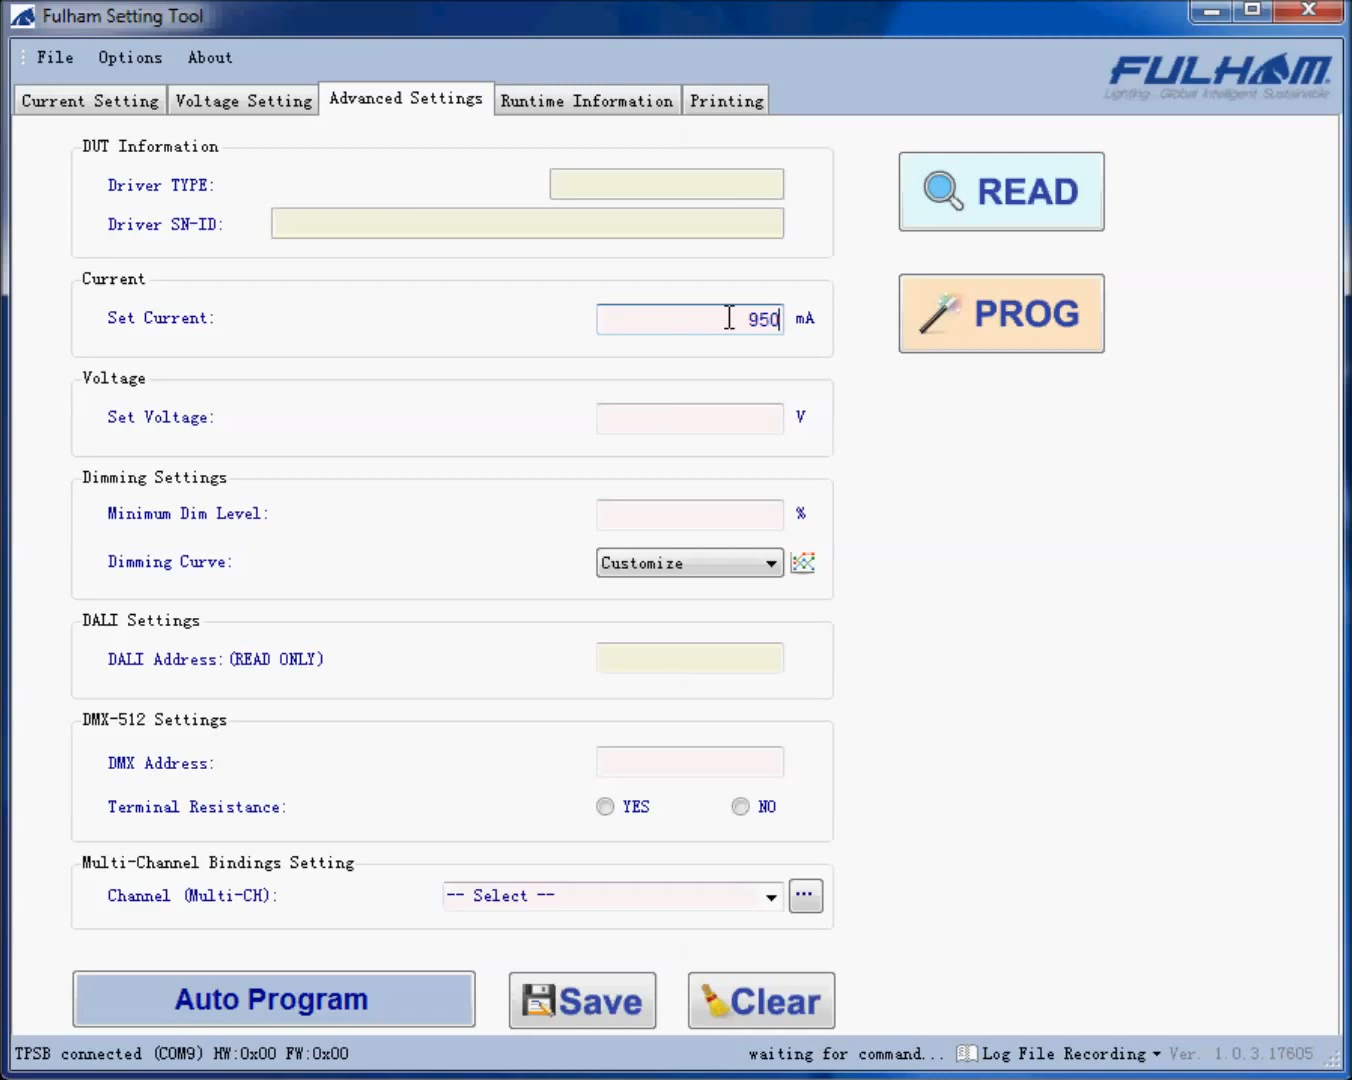 Fulham Setting Tool
File Options About
FULHAM
Lighting. Global Intelligent Sustainable
Current Setting Voltage Setting Advanced Settings Runtime Information Printing
DUT Information
Driver TYPE:
Driver SN-ID:
READ
Current
Set Current: 950 mA
PROG
Voltage
Set Voltage: V
Dimming Settings
Minimum Dim Level: %
Dimming Curve: Customize
DALI Settings
DALI Address:(READ ONLY)
DMX-512 Settings
DMX Address:
Terminal Resistance: YES NO
Multi-Channel Bindings Setting
Channel (Multi-CH): -- Select -- ...
Auto Program Save Clear
TPSB connected (COM9) HW:0x00 FW:0x00 waiting for command... Log File Recording Ver. 1.0.3.17605